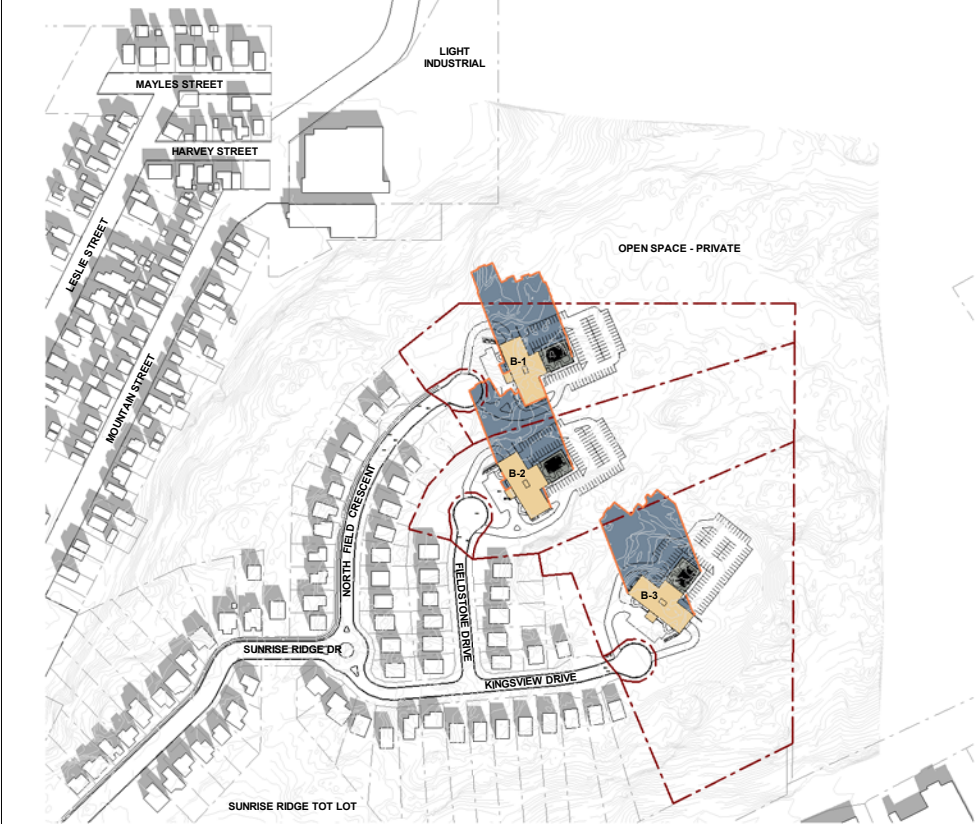 LIGHT
INDUSTRIAL
MAYLES STREET
HARVEY STREET
LESLIE STREET
OPEN SPACE - PRIVATE
MOUNTAIN STREET
B-1
B-2
NORTH FIELD CRESCENT
FIELDSTONE DRIVE
B-3
SUNRISE RIDGE DR
KINGSVIEW DRIVE
SUNRISE RIDGE TOT LOT